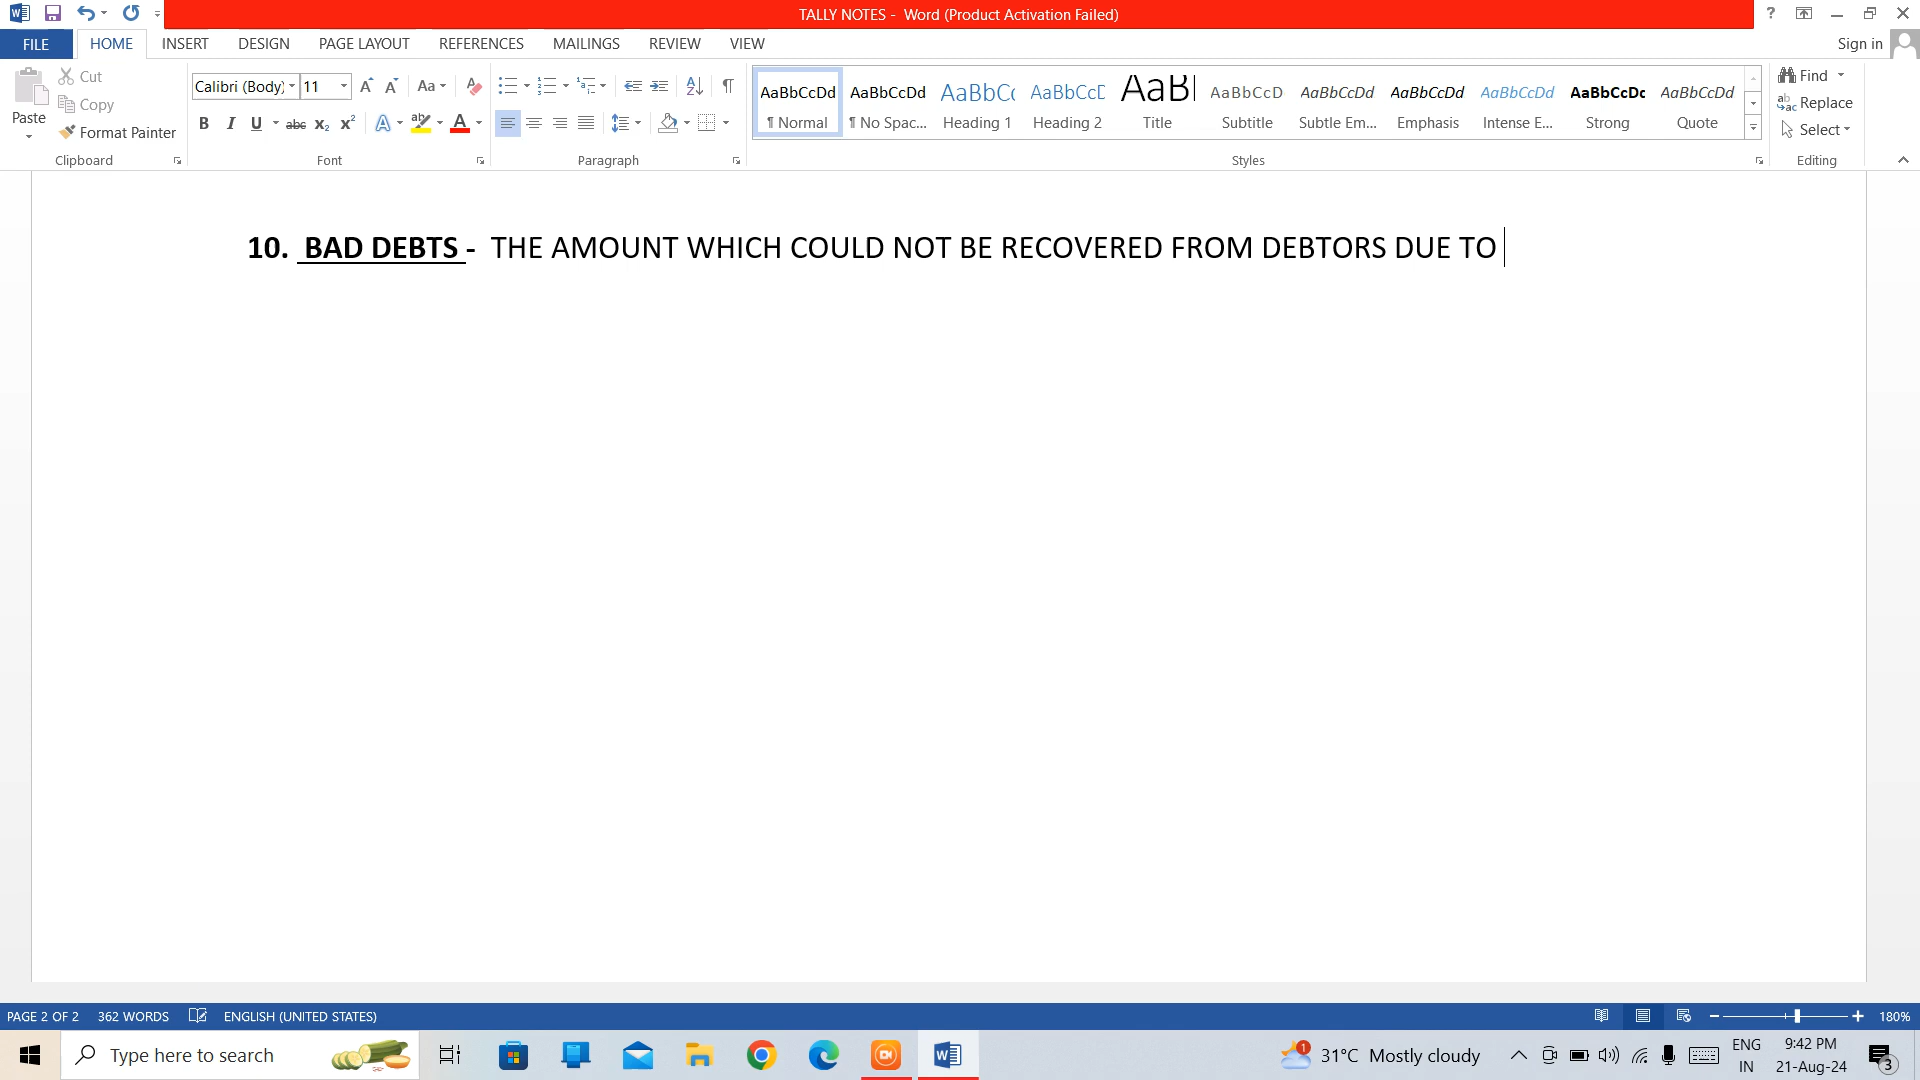 TALLY NOTES - Word (Product Activation Failed)
FILE HOME INSERT DESIGN PAGE LAYOUT REFERENCES MAILINGS REVIEW VIEW Sign in
Paste Cut Copy Format Painter
Calibri (Body) 11
AaBbCcDd AaBbCcDd AaBbCc AaBbCcD AaBl AaBbCcD AaBbCcDd AaBbCcDd AaBbCcDd AaBbCcDc AaBbCcDd
¶ Normal ¶ No Spac... Heading 1 Heading 2 Title Subtitle Subtle Em... Emphasis Intense E... Strong Quote
Find Replace Select
Clipboard Font Paragraph Styles Editing
10. BAD DEBTS - THE AMOUNT WHICH COULD NOT BE RECOVERED FROM DEBTORS DUE TO
PAGE 2 OF 2 362 WORDS ENGLISH (UNITED STATES) 180%
Type here to search 31°C Mostly cloudy ENG IN 9:42 PM 21-Aug-24 3